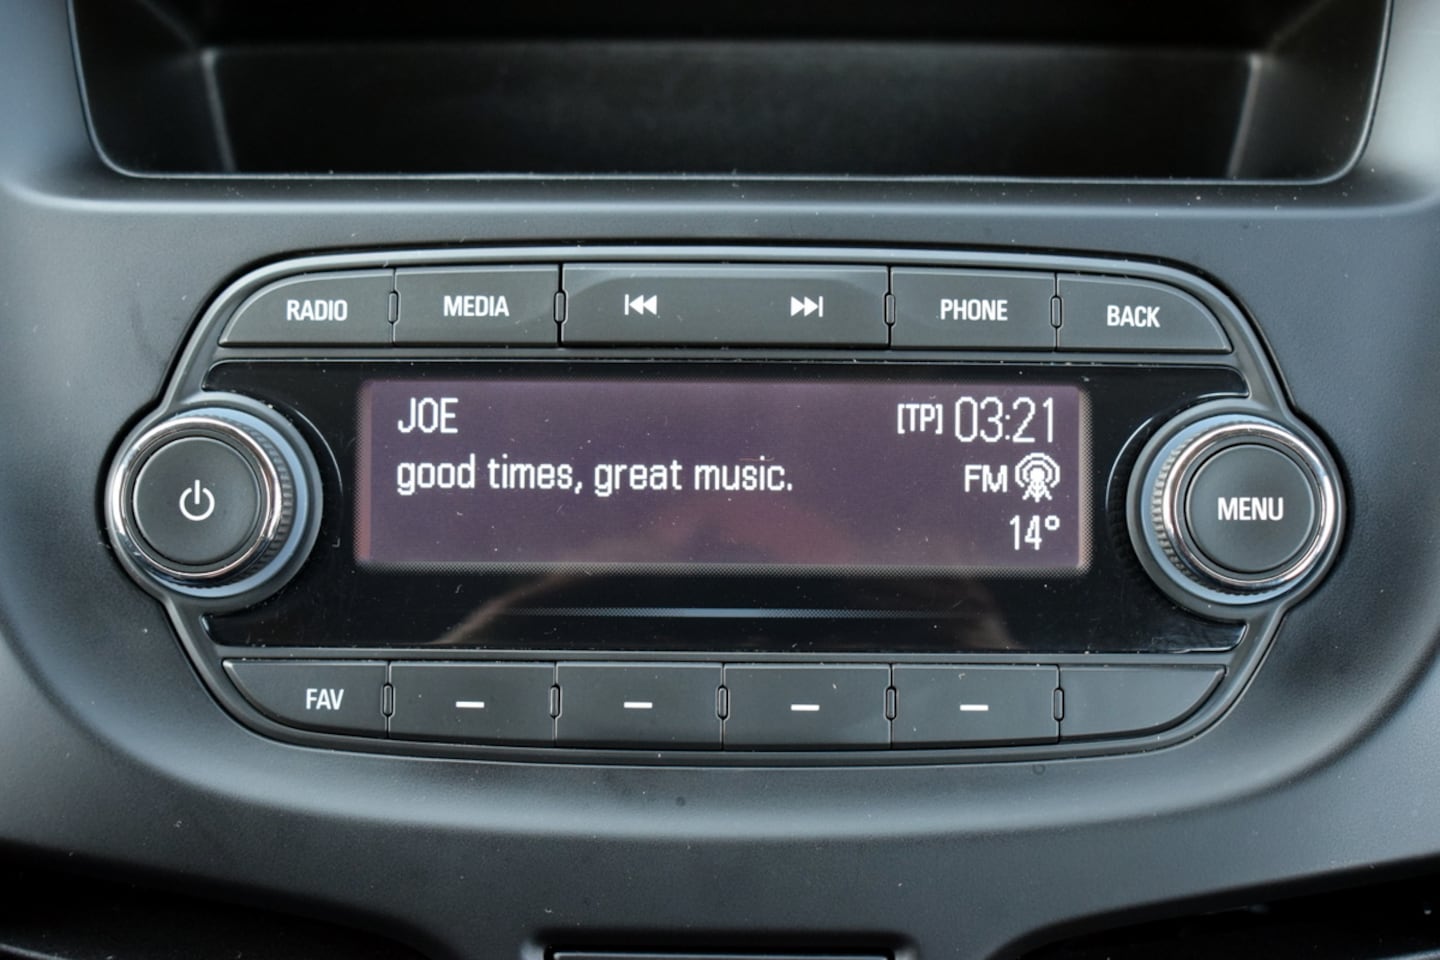 RADIO MEDIA PHONE BACK
JOE [TP] 03:21
good times, great music. FM
14°
MENU
FAV